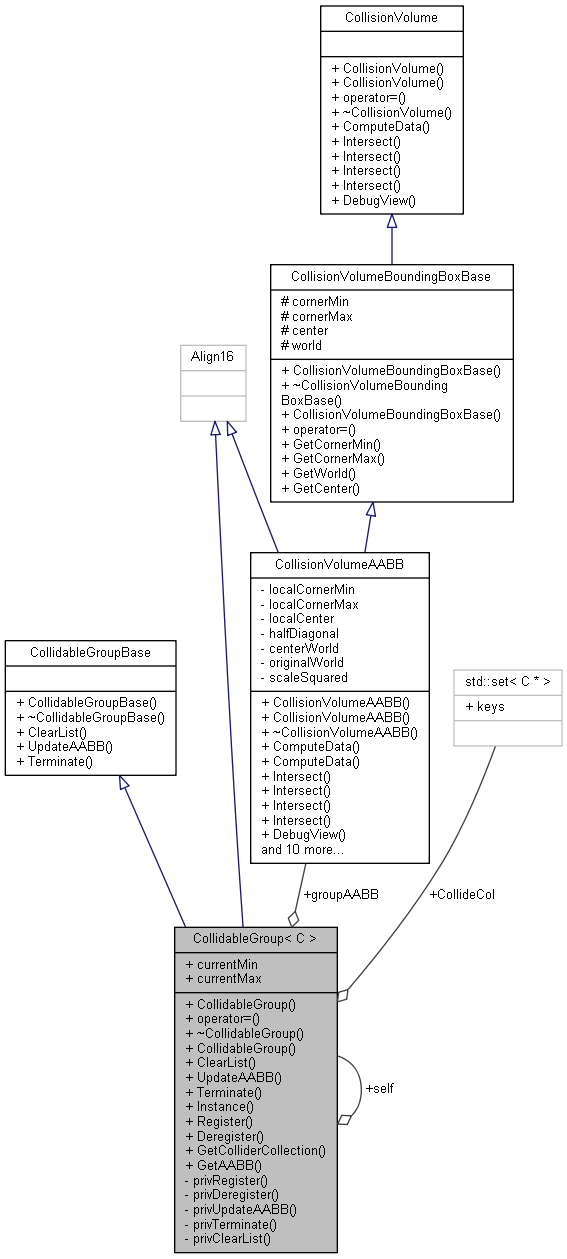 CollisionVolume
+ CollisionVolume()
+ CollisionVolume()
+ operator=()
+ ~CollisionVolume()
+ ComputeData()
+ Intersect()
+ Intersect()
+ Intersect()
+ Intersect()
+ DebugView()
CollisionVolumeBoundingBoxBase
# cornerMin
# cornerMax
# center
# world
+ CollisionVolumeBoundingBoxBase()
+ ~CollisionVolumeBounding
BoxBase()
+ CollisionVolumeBoundingBoxBase()
+ operator=()
+ GetCornerMin()
+ GetCornerMax()
+ GetWorld()
+ GetCenter()
Align16
CollisionVolumeAABB
- localCornerMin
- localCornerMax
- localCenter
- halfDiagonal
- centerWorld
- originalWorld
- scaleSquared
+ CollisionVolumeAABB()
+ CollisionVolumeAABB()
+ ~CollisionVolumeAABB()
+ ComputeData()
+ ComputeData()
+ Intersect()
+ Intersect()
+ Intersect()
+ Intersect()
+ DebugView()
and 10 more...
CollidableGroupBase
+ CollidableGroupBase()
+ ~CollidableGroupBase()
+ ClearList()
+ UpdateAABB()
+ Terminate()
std::set< C * >
+ keys
+groupAABB
+CollideCol
CollidableGroup< C >
+ currentMin
+ currentMax
+ CollidableGroup()
+ operator=()
+ ~CollidableGroup()
+ CollidableGroup()
+ ClearList()
+ UpdateAABB()
+ Terminate()
+ Instance()
+ Register()
+ Deregister()
+ GetColliderCollection()
+ GetAABB()
- privRegister()
- privDeregister()
- privUpdateAABB()
- privTerminate()
- privClearList()
+self